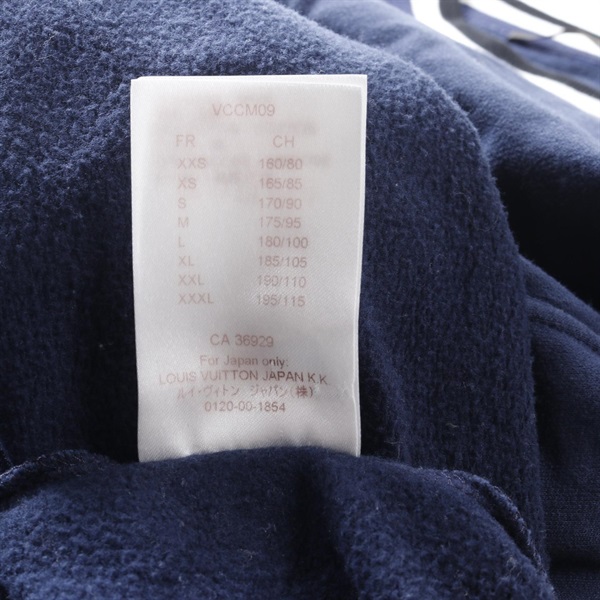 VCCM09
FR CH
XXS 160/80
XS 165/85
S 170/90
M 175/95
L 180/100
XL 185/105
XXL 190/110
XXXL 195/115
CA 36929
For Japan only:
LOUIS VUITTON JAPAN K.K
ルイ・ヴィトン ジャパン(株)
0120-00-1854